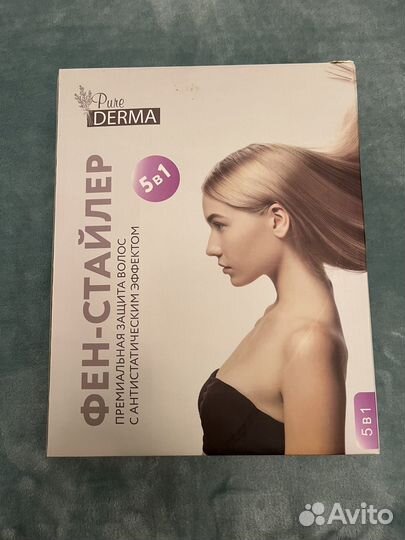 Pure
DERMA
5 в 1
ФЕН-СТАЙЛЕР
ПРЕМИАЛЬНАЯ ЗАЩИТА ВОЛОС
С АНТИСТАТИЧЕСКИМ ЭФФЕКТОМ
5 в 1
Avito